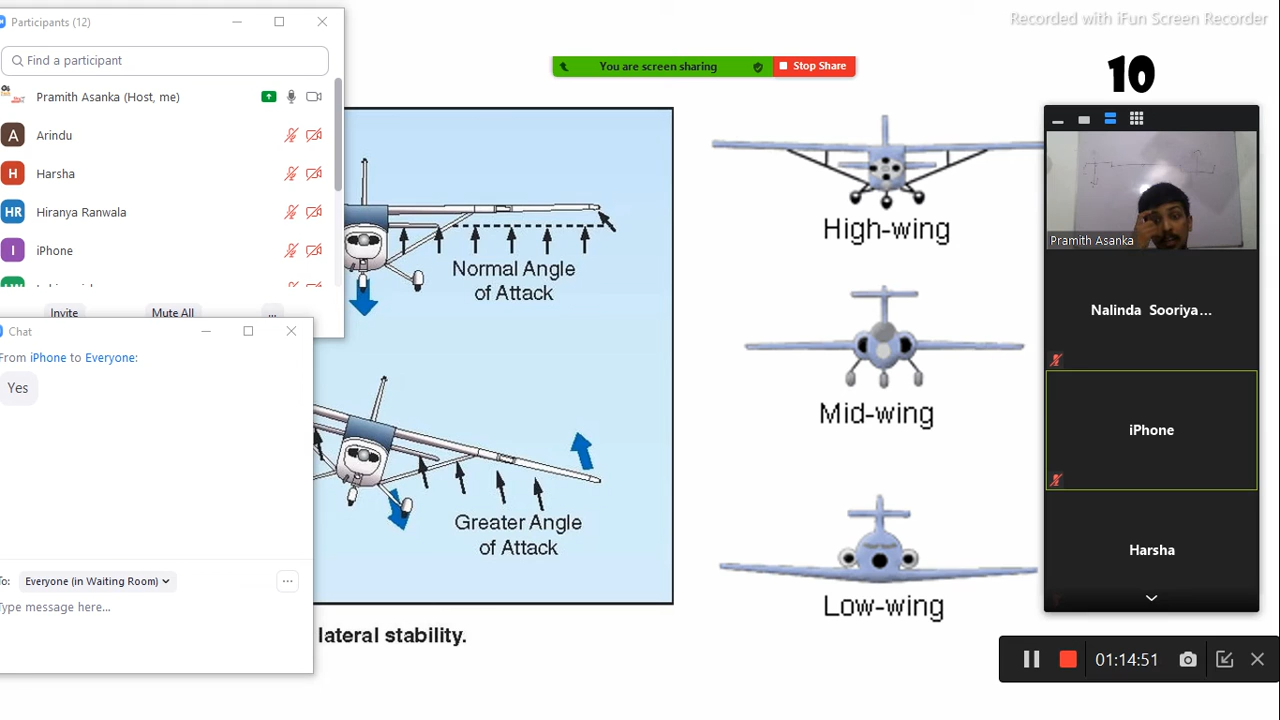 Participants (12)
Find a participant
Pramith Asanka (Host, me)
A Arindu
H Harsha
HR Hiranya Ranwala
I iPhone
Invite Mute All ...
Chat
From iPhone to Everyone:
Yes
To: Everyone (in Waiting Room)
Type message here...
Recorded with iFun Screen Recorder
You are screen sharing Stop Share
10
Normal Angle
of Attack
Greater Angle
of Attack
lateral stability.
High-wing
Mid-wing
Low-wing
Pramith Asanka
Nalinda Sooriya...
iPhone
Harsha
01:14:51